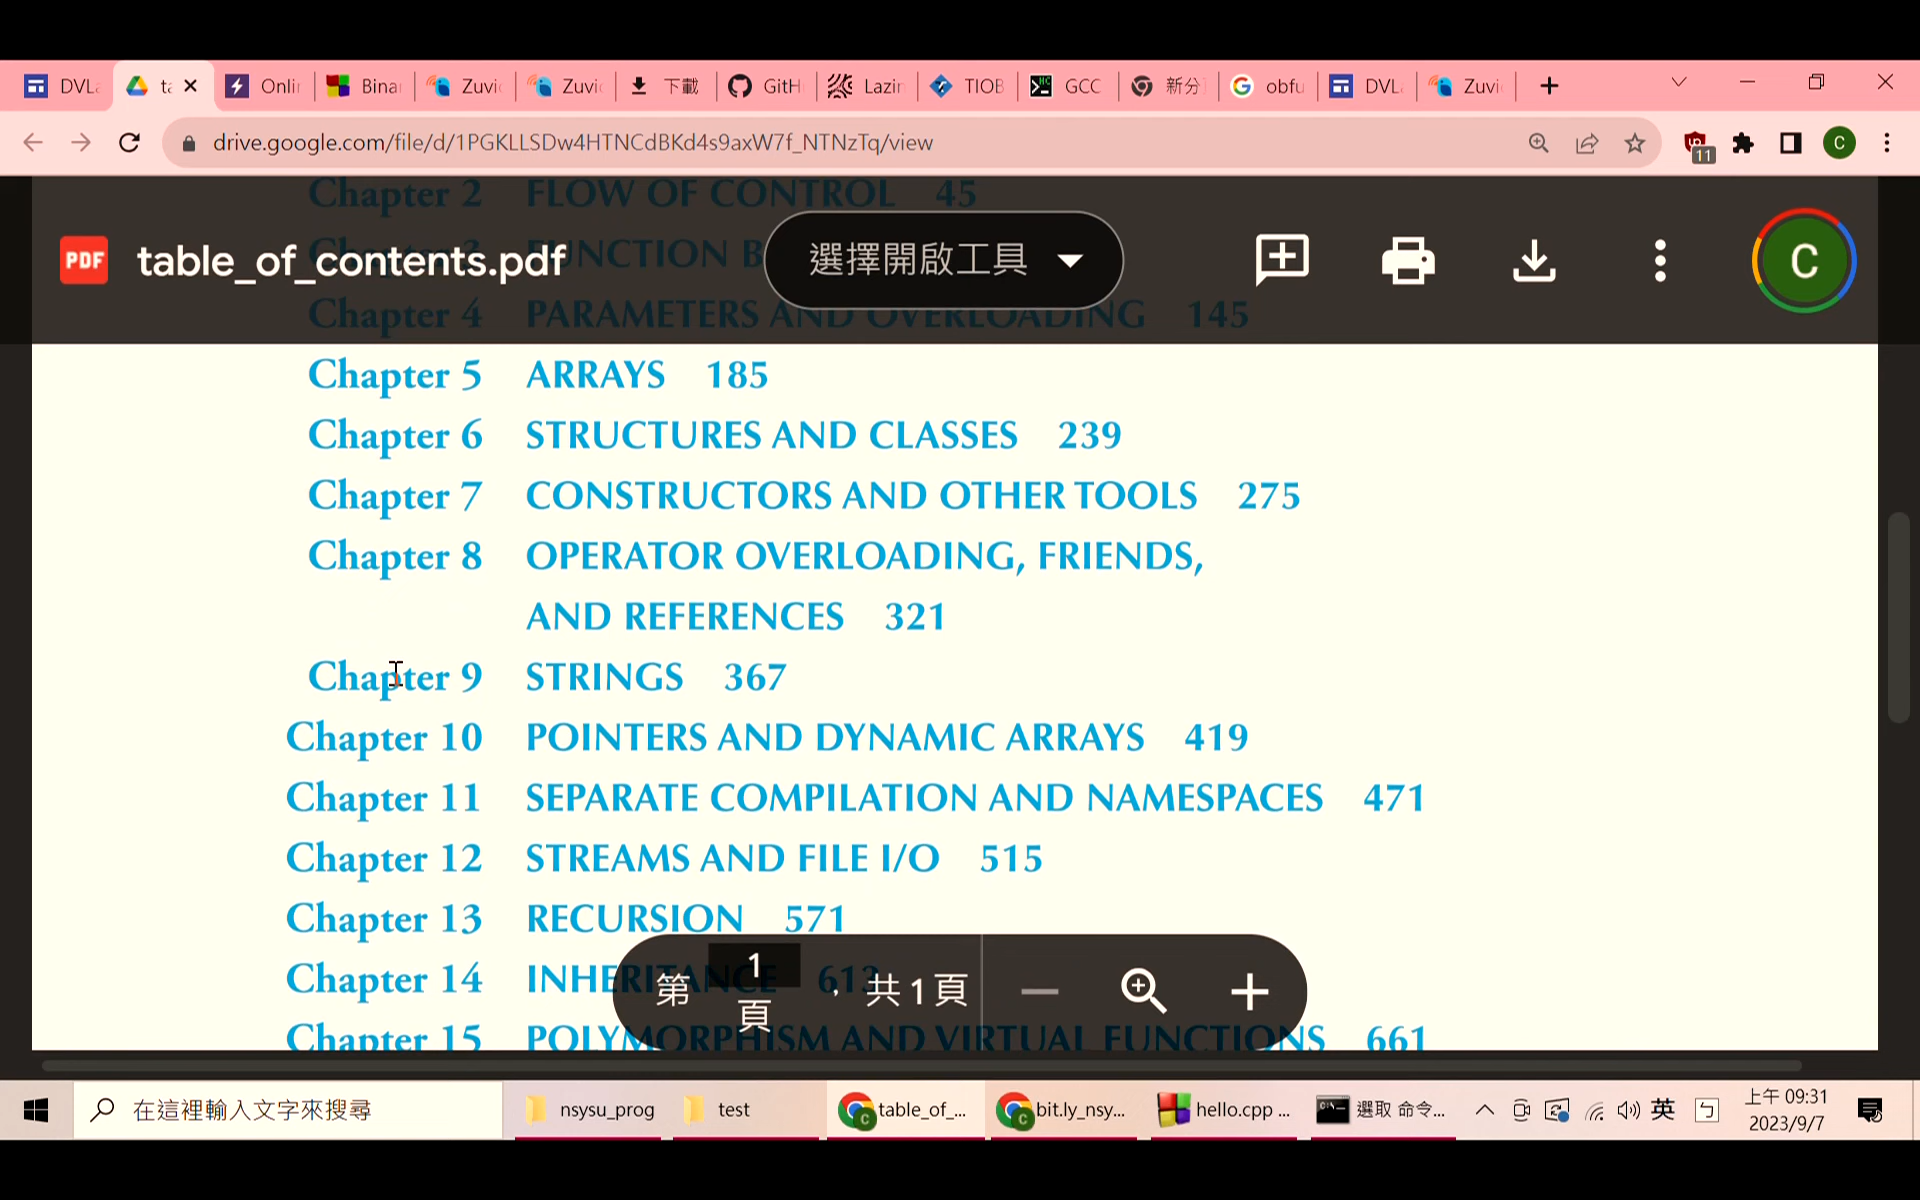 DVL
ta
Onlin
Bina
Zuvi
Zuvi
下載
GitH
Lazin
TIOB
GCC
新分
obfu
DVL
Zuvi
drive.google.com/file/d/1PGKLLSDw4HTNCdBKd4s9axW7f_NTNzTq/view
11
C
Chapter 2 FLOW OF CONTROL 45
PDF table_of_contents.pdf
FUNCTION B
選擇開啟工具
C
Chapter 4 PARAMETERS AND OVERLOADING 145
Chapter 5 ARRAYS 185
Chapter 6 STRUCTURES AND CLASSES 239
Chapter 7 CONSTRUCTORS AND OTHER TOOLS 275
Chapter 8 OPERATOR OVERLOADING, FRIENDS,
AND REFERENCES 321
Chapter 9 STRINGS 367
Chapter 10 POINTERS AND DYNAMIC ARRAYS 419
Chapter 11 SEPARATE COMPILATION AND NAMESPACES 471
Chapter 12 STREAMS AND FILE I/O 515
Chapter 13 RECURSION 571
Chapter 14 INHERITANCE 613
第 1 頁，共 1 頁
Chapter 15 POLYMORPHISM AND VIRTUAL FUNCTIONS 661
在這裡輸入文字來搜尋
nsysu_prog
test
table_of_...
bit.ly_nsy...
hello.cpp ...
選取 命令...
英
上午 09:31
2023/9/7